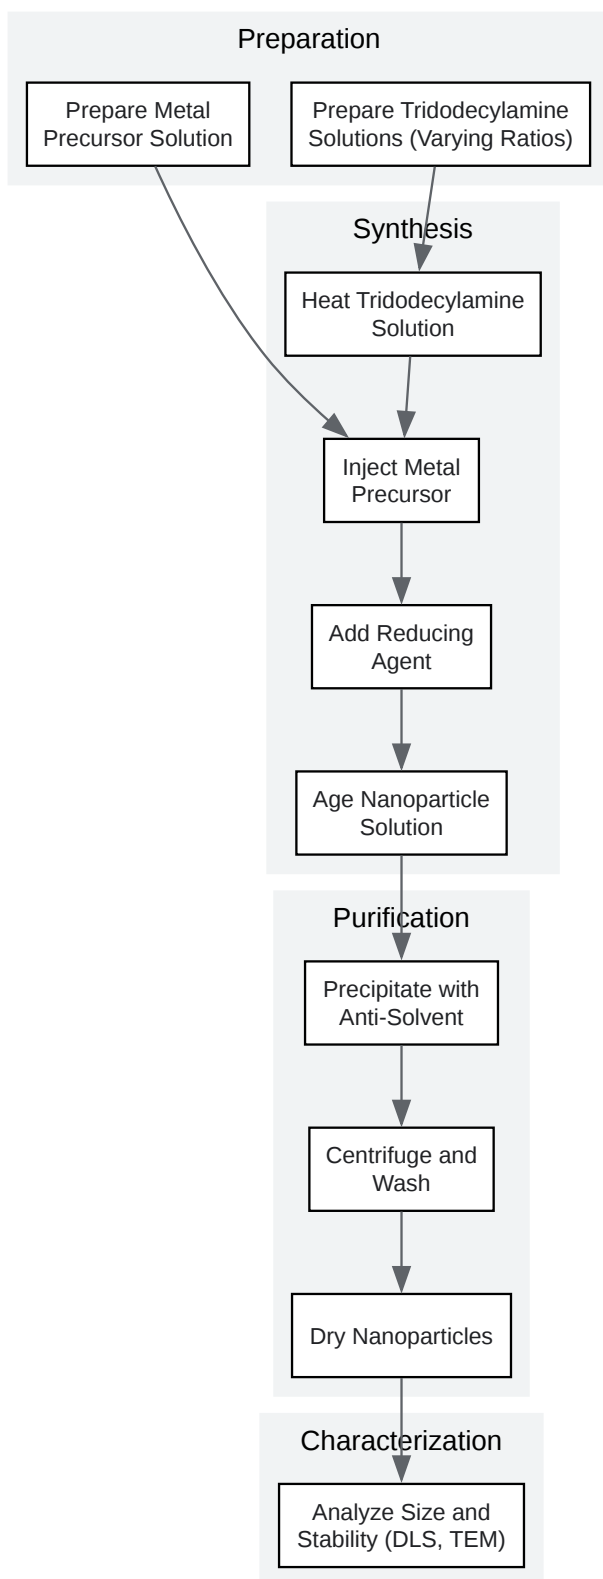 Preparation
Prepare Metal
Precursor Solution
Prepare Tridodecylamine
Solutions (Varying Ratios)
Synthesis
Heat Tridodecylamine
Solution
Inject Metal
Precursor
Add Reducing
Agent
Age Nanoparticle
Solution
Purification
Precipitate with
Anti-Solvent
Centrifuge and
Wash
Dry Nanoparticles
Characterization
Analyze Size and
Stability (DLS, TEM)